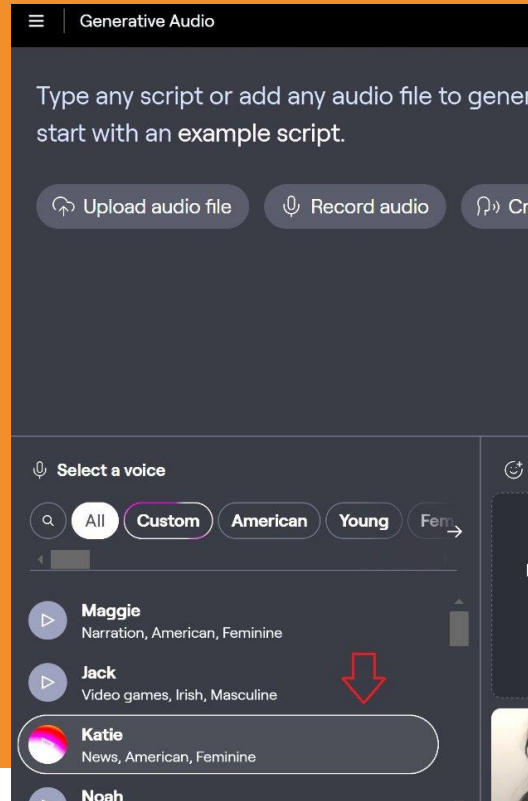 Generative Audio
Type any script or add any audio file to gener
start with an example script.
Upload audio file Record audio Cr
Select a voice
All Custom American Young Fem
Maggie
Narration, American, Feminine
Jack
Video games, Irish, Masculine
Katie
News, American, Feminine
Noah